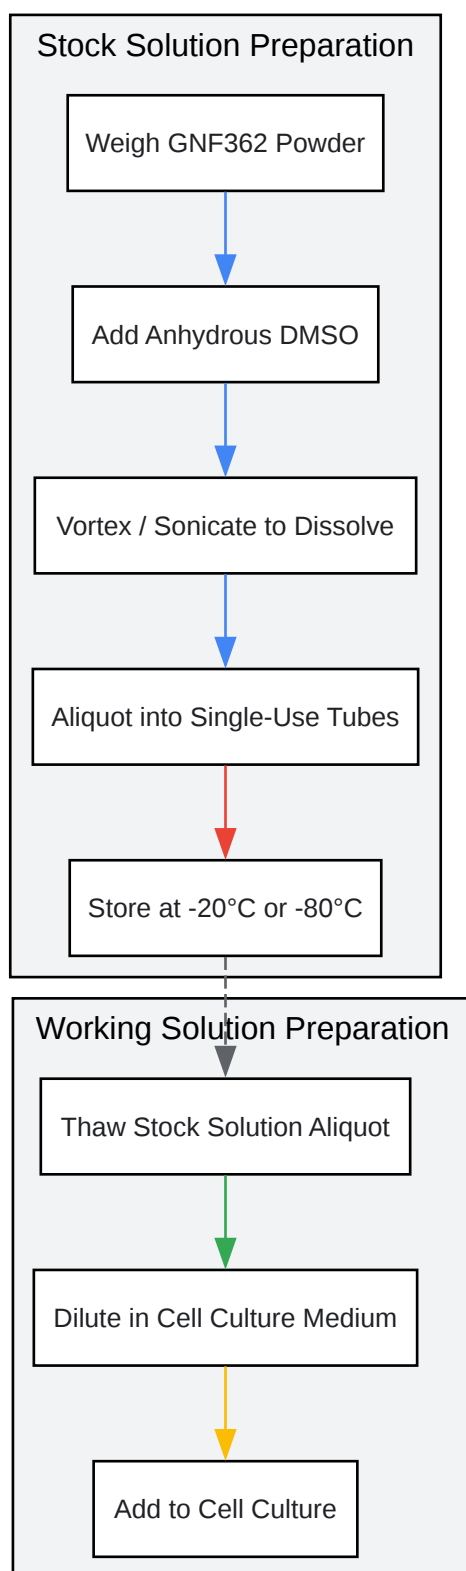 Stock Solution Preparation
Weigh GNF362 Powder
Add Anhydrous DMSO
Vortex / Sonicate to Dissolve
Aliquot into Single-Use Tubes
Store at -20°C or -80°C
Working Solution Preparation
Thaw Stock Solution Aliquot
Dilute in Cell Culture Medium
Add to Cell Culture